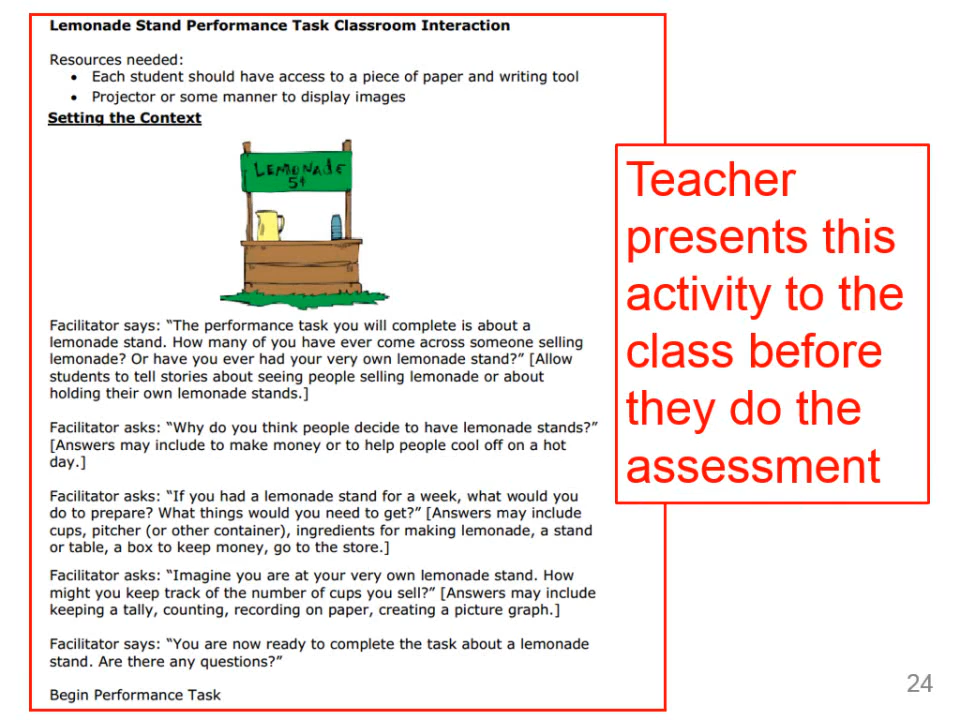 Lemonade Stand Performance Task Classroom Interaction
Resources needed:
• Each student should have access to a piece of paper and writing tool
• Projector or some manner to display images
Setting the Context
LEMONADE
5¢
Facilitator says: “The performance task you will complete is about a
lemonade stand. How many of you have ever come across someone selling
lemonade? Or have you ever had your very own lemonade stand?” [Allow
students to tell stories about seeing people selling lemonade or about
holding their own lemonade stands.]
Facilitator asks: “Why do you think people decide to have lemonade stands?”
[Answers may include to make money or to help people cool off on a hot
day.]
Facilitator asks: “If you had a lemonade stand for a week, what would you
do to prepare? What things would you need to get?” [Answers may include
cups, pitcher (or other container), ingredients for making lemonade, a stand
or table, a box to keep money, go to the store.]
Facilitator asks: “Imagine you are at your very own lemonade stand. How
might you keep track of the number of cups you sell?” [Answers may include
keeping a tally, counting, recording on paper, creating a picture graph.]
Facilitator says: “You are now ready to complete the task about a lemonade
stand. Are there any questions?”
Begin Performance Task
Teacher
presents this
activity to the
class before
they do the
assessment
24